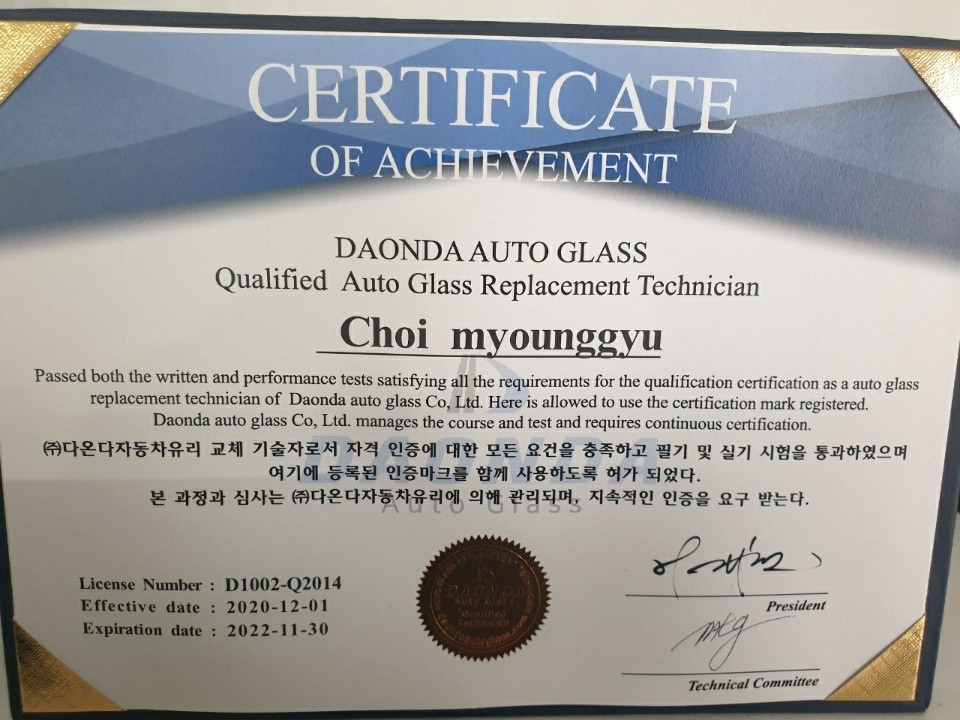 CERTIFICATE
OF ACHIEVEMENT
DAONDA AUTO GLASS
Qualified Auto Glass Replacement Technician
Choi myounggyu
Passed both the written and performance tests satisfying all the requirements for the qualification certification as a auto glass
replacement technician of Daonda auto glass Co, Ltd. Here is allowed to use the certification mark registered.
Daonda auto glass Co, Ltd. manages the course and test and requires continuous certification.
㈜다온다자동차유리 교체 기술자로서 자격 인증에 대한 모든 요건을 충족하고 필기 및 실기 시험을 통과하였으며
여기에 등록된 인증마크를 함께 사용하도록 허가 되었다.
본 과정과 심사는 ㈜다온다자동차유리에 의해 관리되며, 지속적인 인증을 요구 받는다.
DAONDA
Auto Glass
License Number : D1002-Q2014
Effective date : 2020-12-01
Expiration date : 2022-11-30
DAONDA
Auto Glass
Qualified
Technician
President
Technical Committee